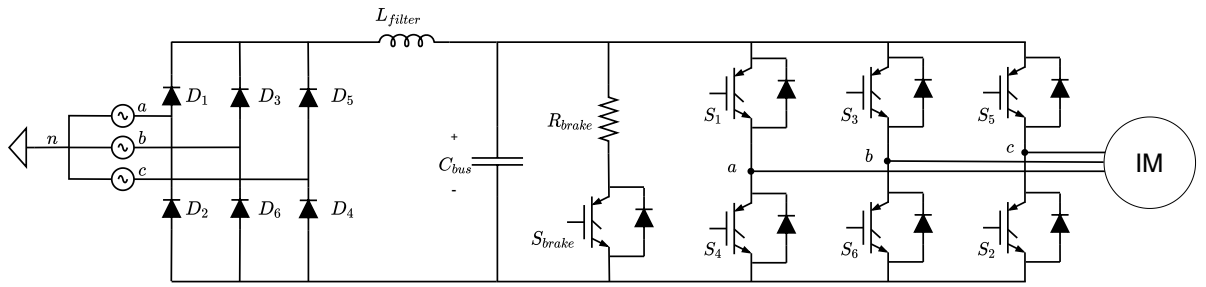 L_filter
D_1
D_3
D_5
a
n
b
c
D_2
D_6
D_4
+
C_bus
-
R_brake
S_brake
S_1
S_3
S_5
a
b
c
S_4
S_6
S_2
IM